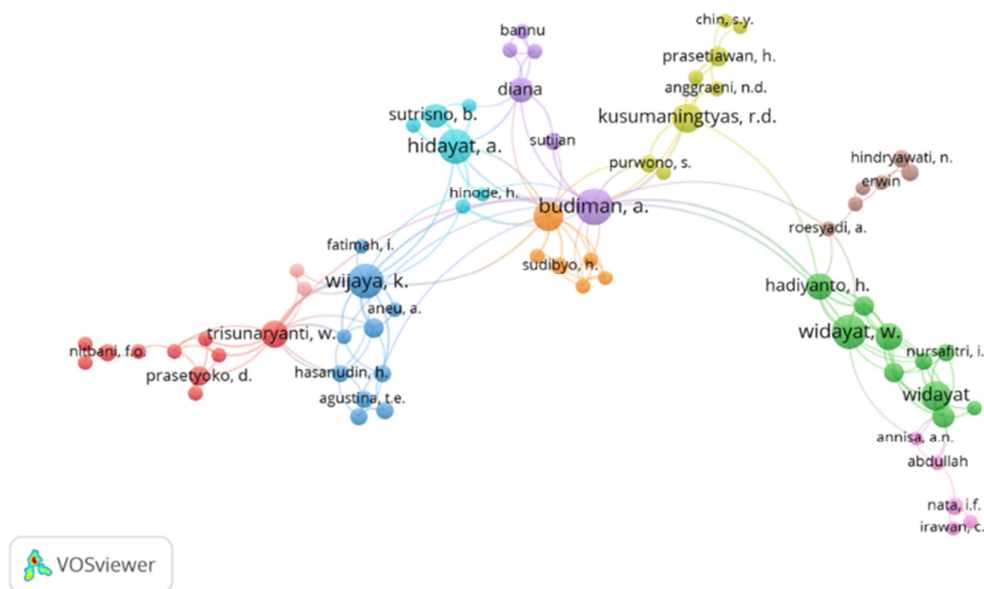 chin, s.y.
bannu
prasetiawan, h.
diana
anggraeni, n.d.
sutrisno, b.
kusumaningtyas, r.d.
hidayat, a.
sutijan
purwono, s.
hindryawati, n.
erwin
hinode, h.
budiman, a.
roesyadi, a.
fatimah, i.
sudibyo, h.
wijaya, k.
hadiyanto, h.
aneu, a.
trisunaryanti, w.
widayat, w.
nitbani, f.o.
nursafitri, i.
prasetyoko, d.
hasanudin, h.
widayat
agustina, t.e.
annisa, a.n.
abdullah
nata, i.f.
irawan, c.
VOSviewer